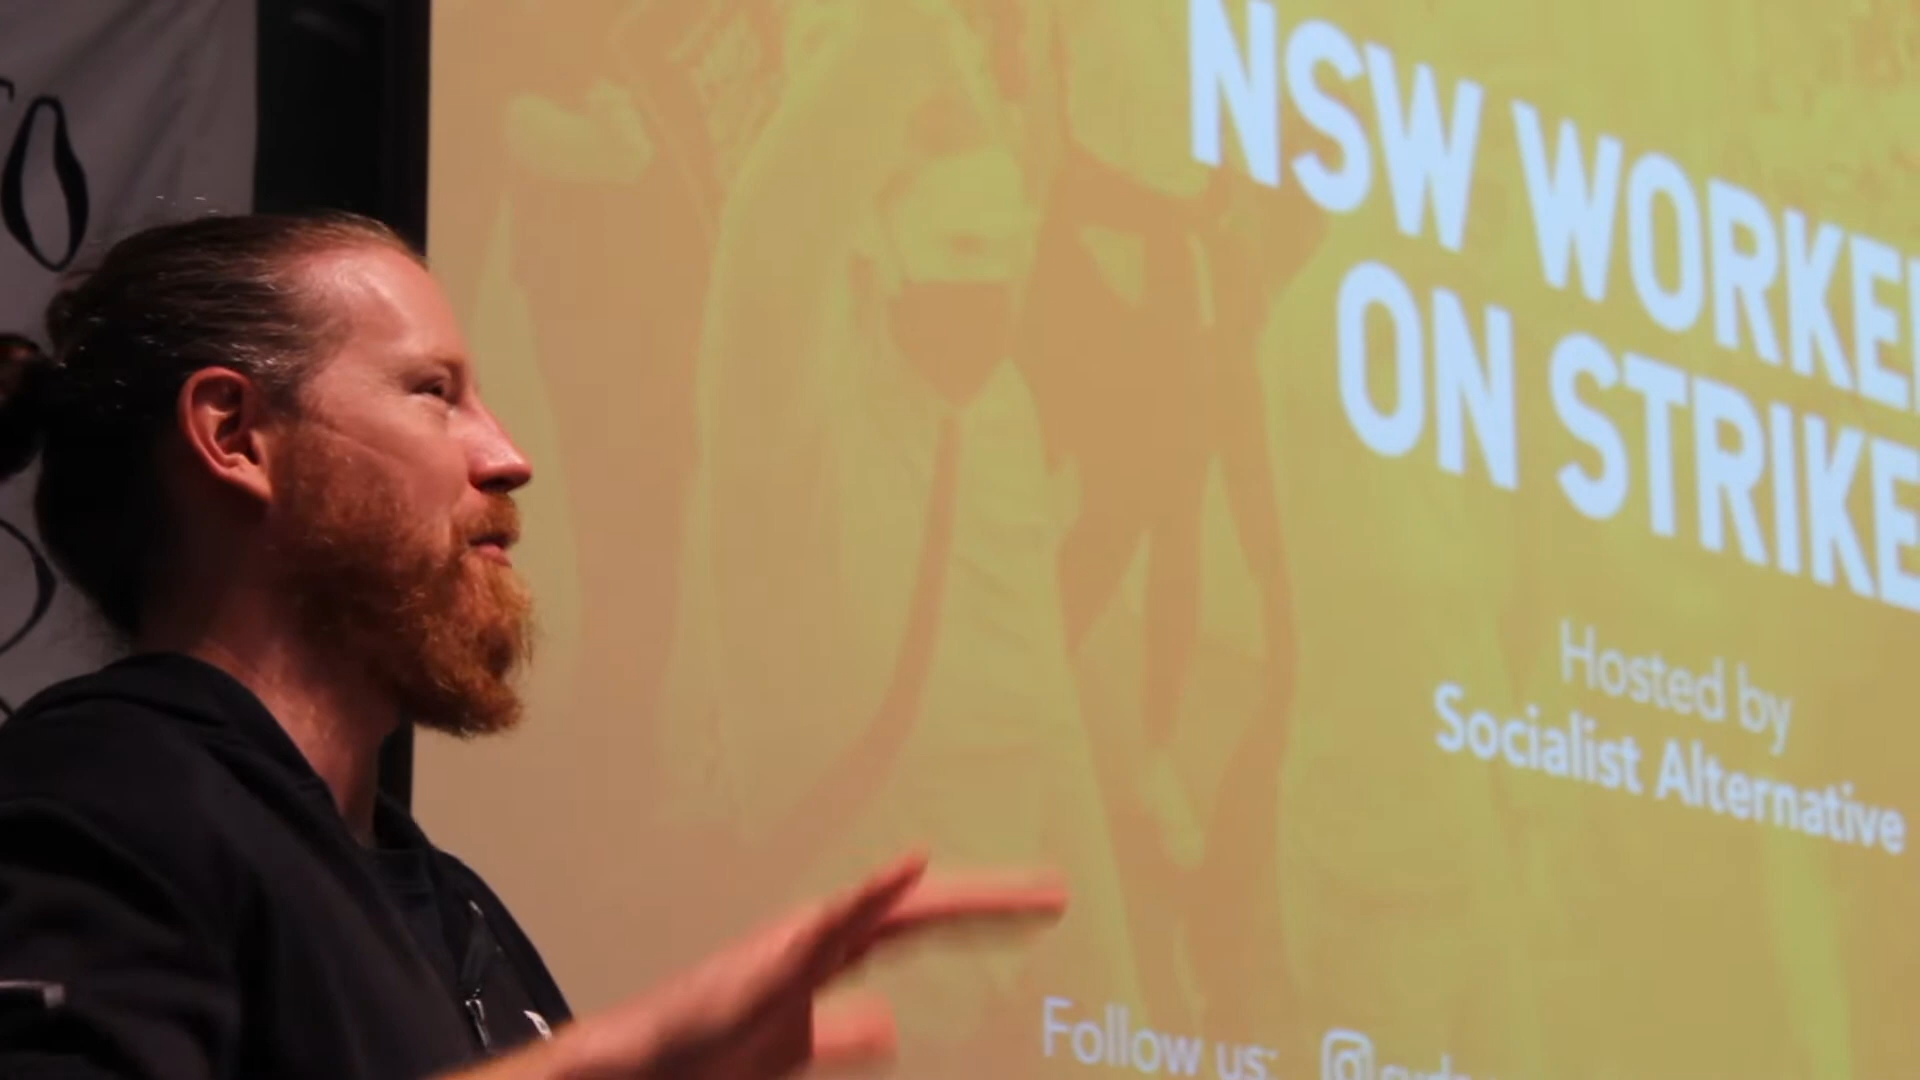 NSW WORKE
ON STRIKE
Hosted by
Socialist Alternative
Follow us: